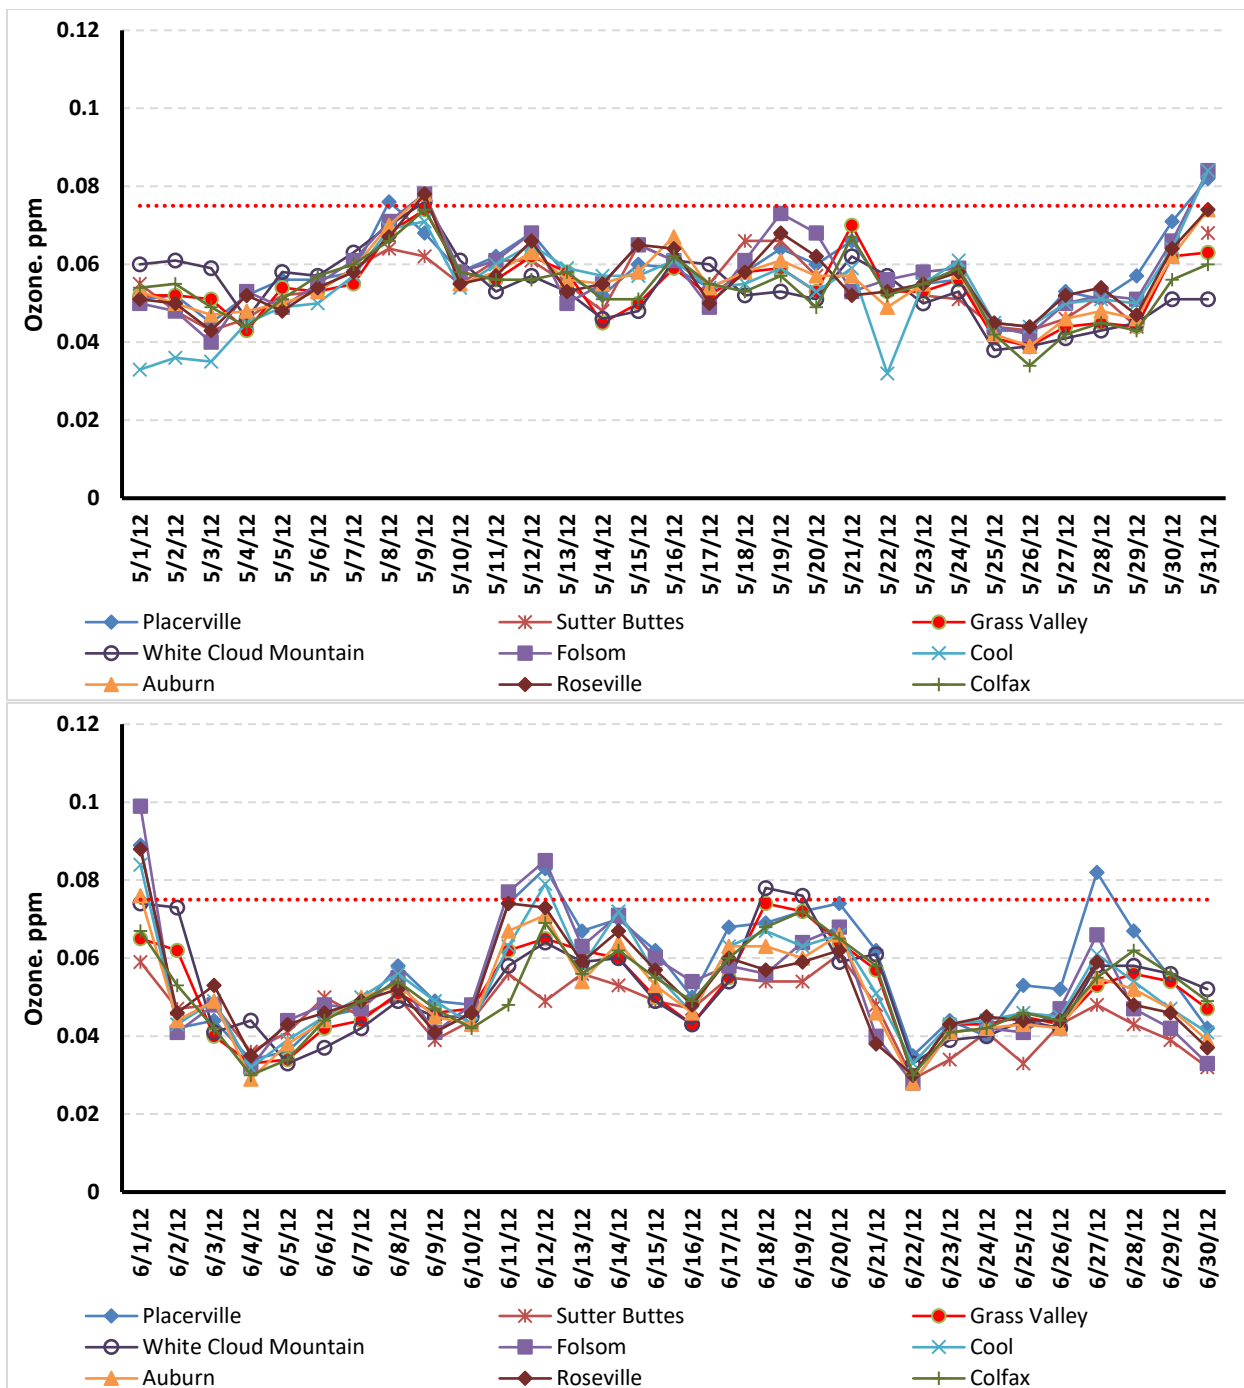 0.12
0.1
0.08
0.06
0.04
0.02
0
Ozone. ppm
5/1/12 5/2/12 5/3/12 5/4/12 5/5/12 5/6/12 5/7/12 5/8/12 5/9/12 5/10/12 5/11/12 5/12/12 5/13/12 5/14/12 5/15/12 5/16/12 5/17/12 5/18/12 5/19/12 5/20/12 5/21/12 5/22/12 5/23/12 5/24/12 5/25/12 5/26/12 5/27/12 5/28/12 5/29/12 5/30/12 5/31/12
Placerville Sutter Buttes Grass Valley
White Cloud Mountain Folsom Cool
Auburn Roseville Colfax
0.12
0.1
0.08
0.06
0.04
0.02
0
Ozone. ppm
6/1/12 6/2/12 6/3/12 6/4/12 6/5/12 6/6/12 6/7/12 6/8/12 6/9/12 6/10/12 6/11/12 6/12/12 6/13/12 6/14/12 6/15/12 6/16/12 6/17/12 6/18/12 6/19/12 6/20/12 6/21/12 6/22/12 6/23/12 6/24/12 6/25/12 6/26/12 6/27/12 6/28/12 6/29/12 6/30/12
Placerville Sutter Buttes Grass Valley
White Cloud Mountain Folsom Cool
Auburn Roseville Colfax